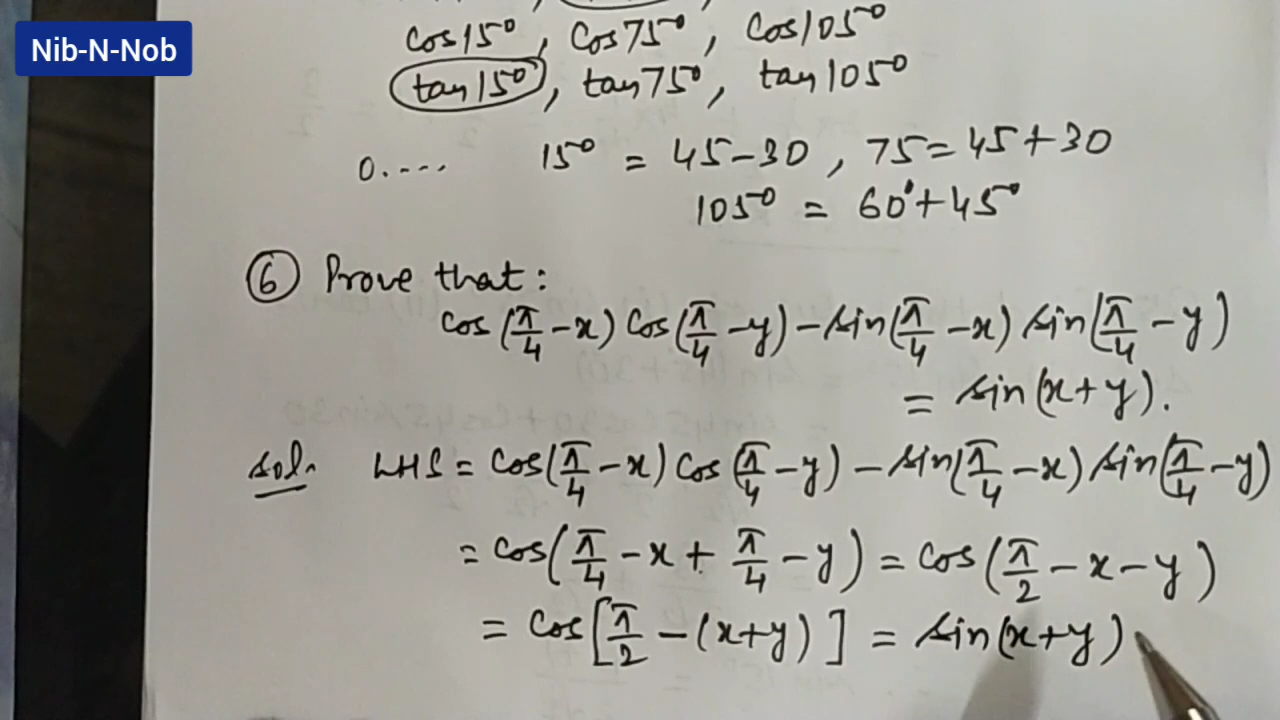 Nib-N-Nob
cos15°, cos75°, cos105°
tan15°, tan75°, tan105°
0.... 15° = 45-30, 75=45+30
105° = 60°+45°
⑥ Prove that:
cos(π/4 -x) cos(π/4 -y) - sin(π/4 -x) sin(π/4 -y)
= sin(x+y).
Sol. LHS = cos(π/4 -x) cos(π/4 -y) - sin(π/4 -x) sin(π/4 -y)
= cos(π/4 -x + π/4 -y) = cos(π/2 -x-y)
= cos[π/2 -(x+y)] = sin(x+y)